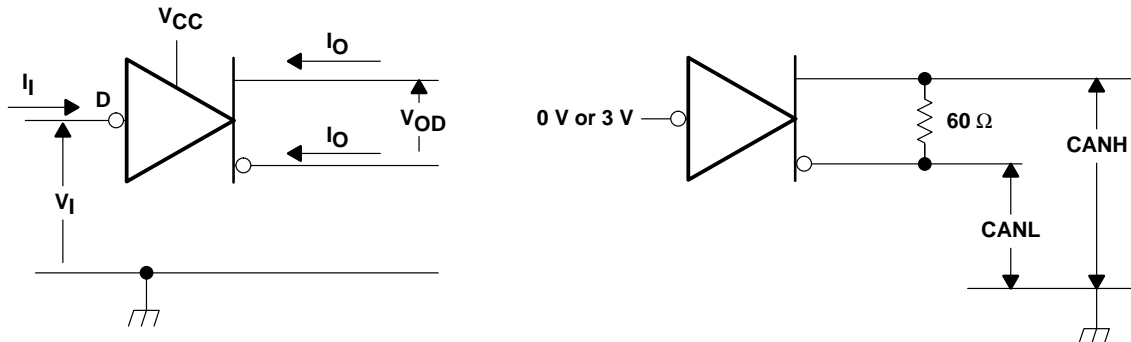 VCC
IO
II
D
VOD
IO
VI
0 V or 3 V
60 Ω
CANH
CANL